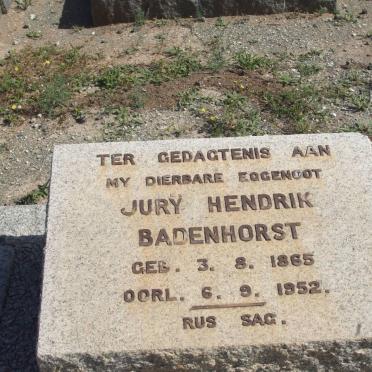 TER GEDAGTENIS AAN
MY DIERBARE EGGENOOT
JURY HENDRIK
BADENHORST
GEB. 3. 8. 1865
OORL. 6. 9. 1952.
RUS SAG.